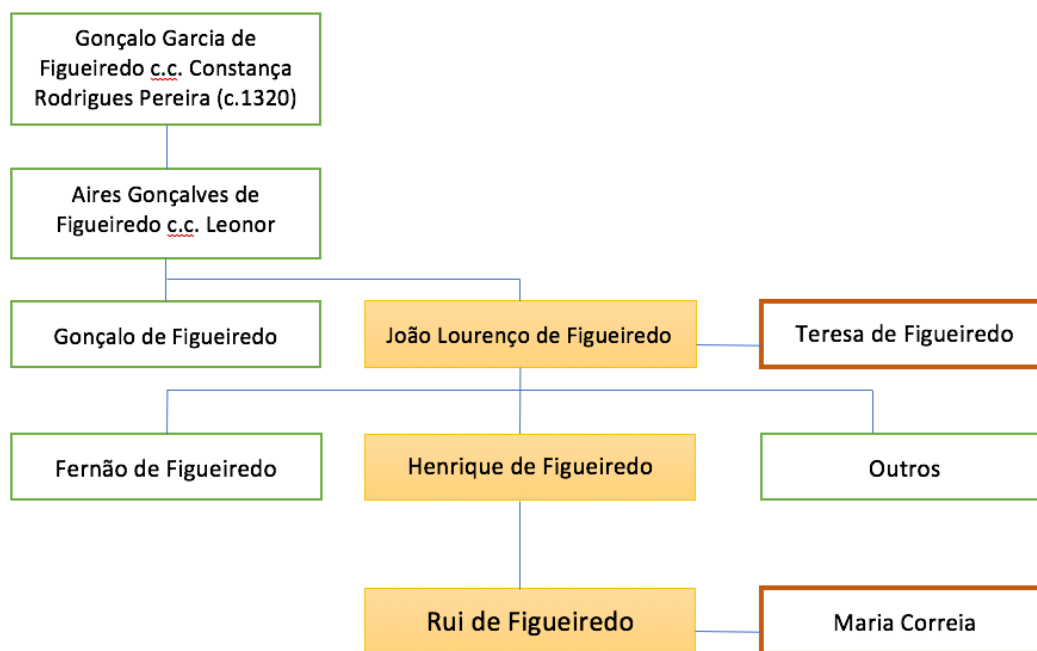 Gonçalo Garcia de
Figueiredo c.c. Constança
Rodrigues Pereira (c.1320)
Aires Gonçalves de
Figueiredo c.c. Leonor
Gonçalo de Figueiredo
João Lourenço de Figueiredo
Teresa de Figueiredo
Fernão de Figueiredo
Henrique de Figueiredo
Outros
Rui de Figueiredo
Maria Correia